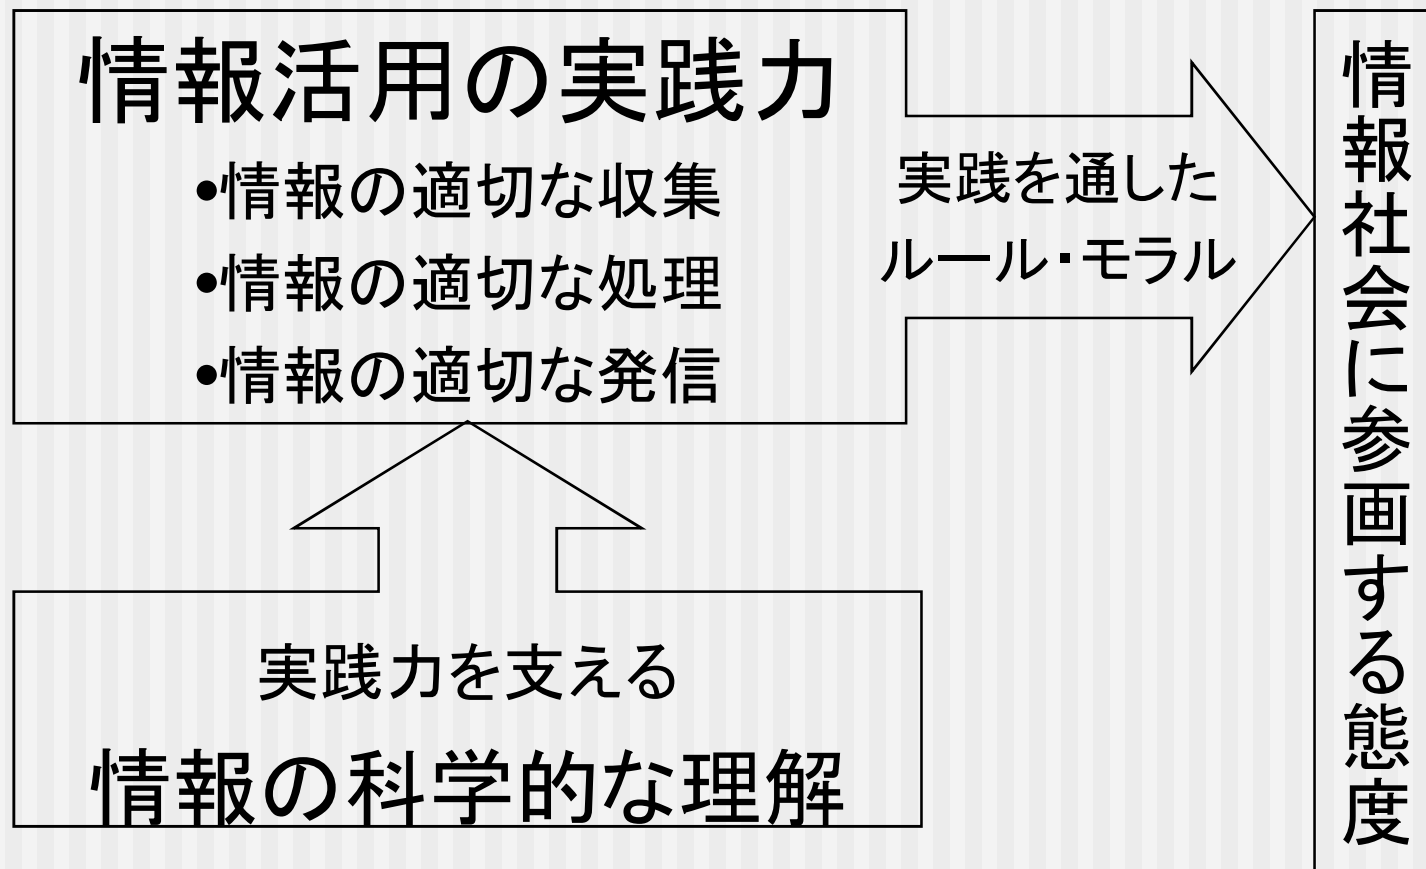 情報活用の実践力
•情報の適切な収集
•情報の適切な処理
•情報の適切な発信
実践を通した
ルール・モラル
情報社会に参画する態度
実践力を支える
情報の科学的な理解